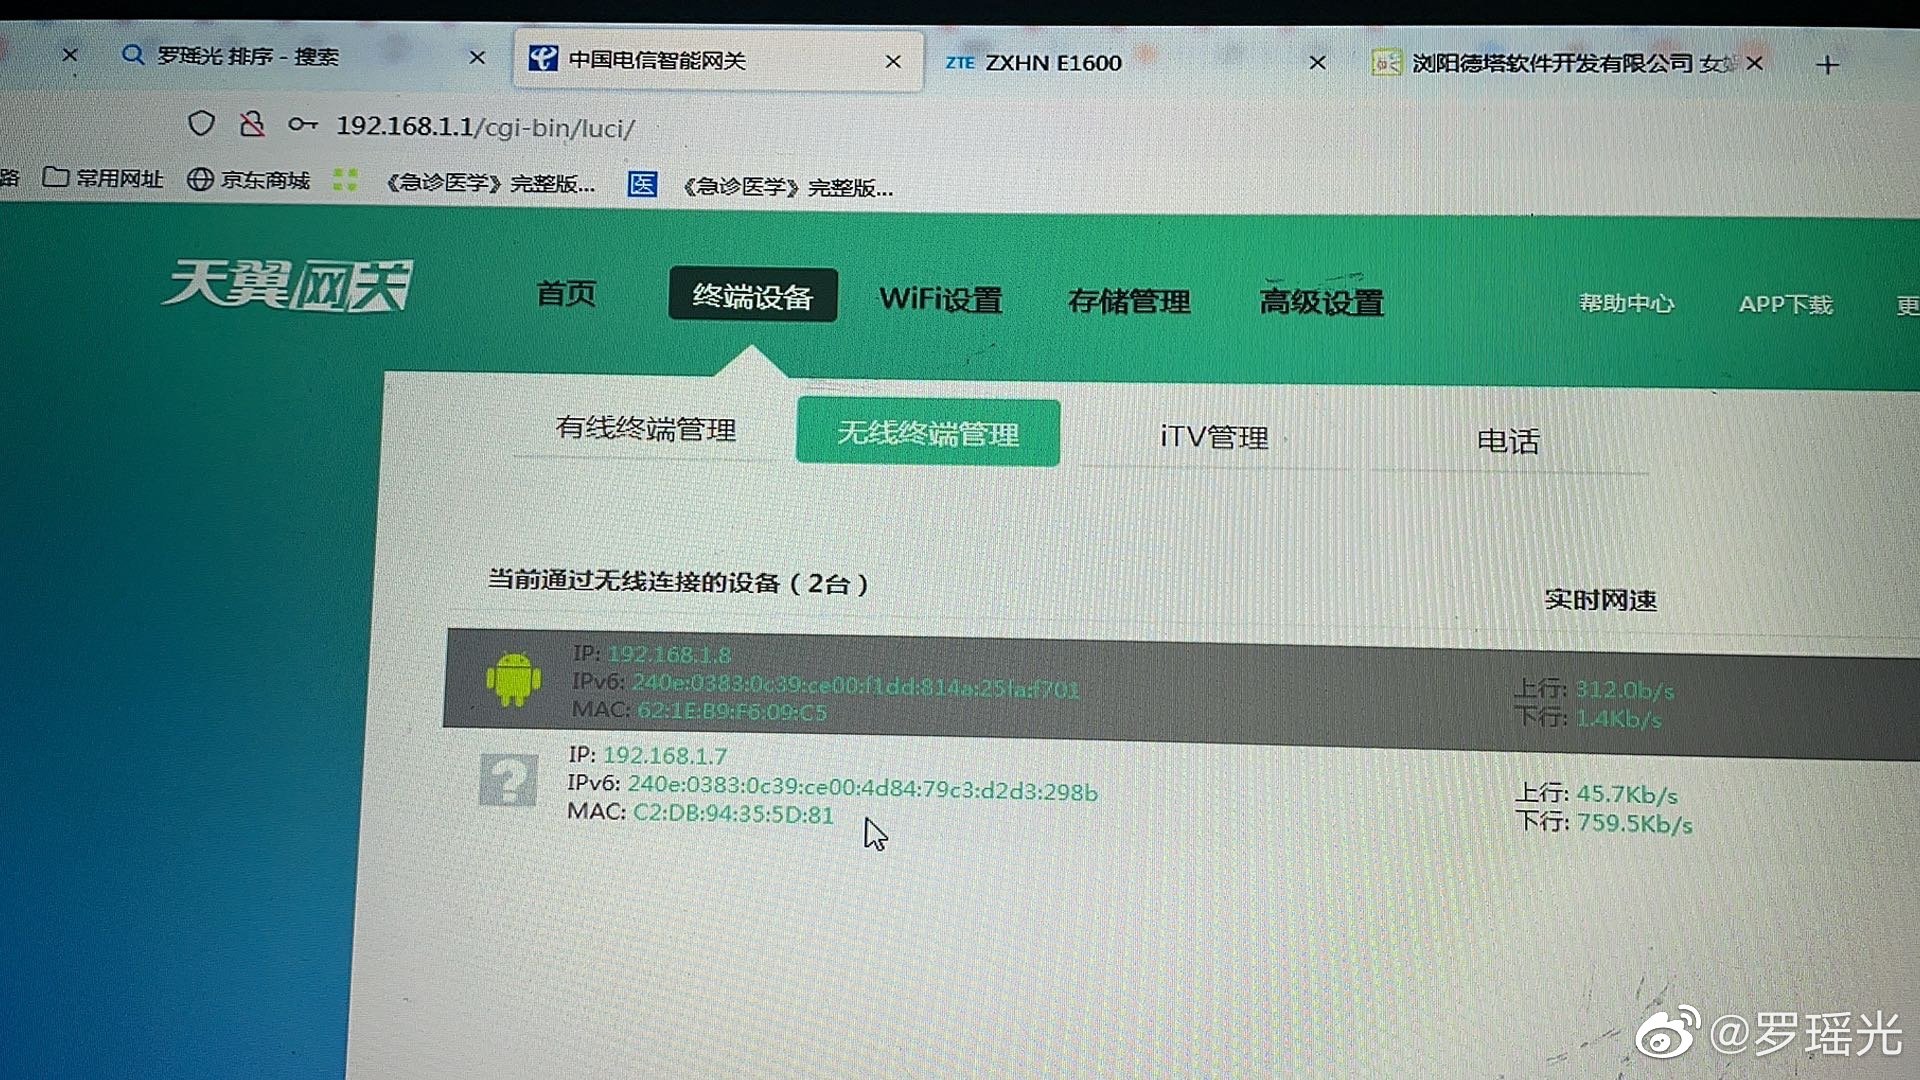 罗瑶光 排序 - 搜索
中国电信智能网关
ZTE ZXHN E1600
浏阳德塔软件开发有限公司 女
192.168.1.1/cgi-bin/luci/
路
常用网址
京东商城
《急诊医学》完整版...
医
《急诊医学》完整版...
天翼网关
首页
终端设备
WiFi设置
存储管理
高级设置
帮助中心
APP下载
更
有线终端管理
无线终端管理
iTV管理
电话
当前通过无线连接的设备（2台）
实时网速
IP: 192.168.1.8
IPv6: 240e:0383:0c39:ce00:f1dd:814a:25fa:f701
MAC: 62:1E:B9:F6:09:C5
上行: 312.0b/s
下行: 1.4Kb/s
IP: 192.168.1.7
IPv6: 240e:0383:0c39:ce00:4d84:79c3:d2d3:298b
MAC: C2:DB:94:35:5D:81
上行: 45.7Kb/s
下行: 759.5Kb/s
@罗瑶光